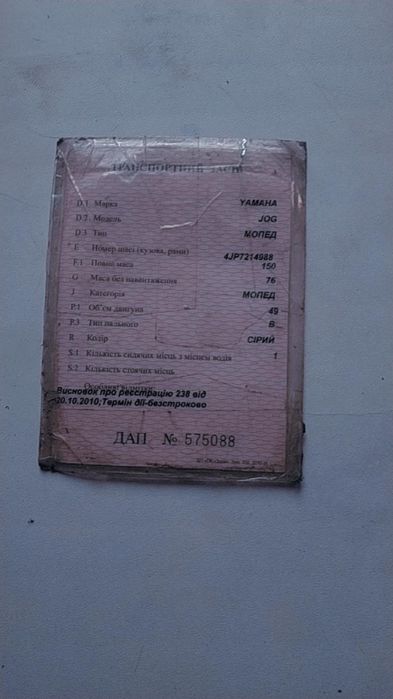 ТРАНСПОРТНИЙ ЗАСІБ
D.1 Марка YAMAHA
D.2 Модель JOG
D.3 Тип МОПЕД
E Номер шасі (кузова, рами) 4JP7214988
F.1 Повна маса 150
G Маса без навантаження 76
J Категорія МОПЕД
P.1 Об'єм двигуна 49
P.3 Тип пального B
R Колір СІРИЙ
S.1 Кількість сидячих місць з місцем водія 1
S.2 Кількість стоячих місць
Особливі відмітки
Висновок про реєстрацію 238 від
20.10.2010;Термін дії-безстроково
ДАП № 575088